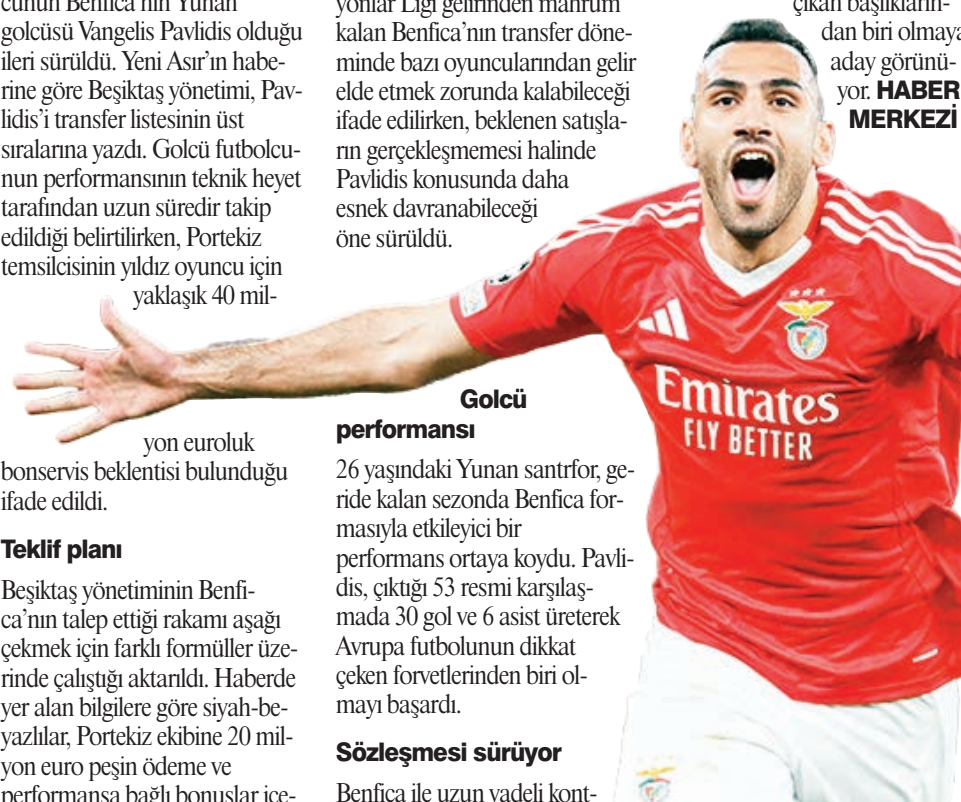 cunun Benfica'nın Yunan
golcüsü Vangelis Pavlidis olduğu
ileri sürüldü. Yeni Asır'ın habe-
rine göre Beşiktaş yönetimi, Pav-
lidis'i transfer listesinin üst
sıralarına yazdı. Golcü futbolcu-
nun performansının teknik heyet
tarafından uzun süredir takip
edildiği belirtilirken, Portekiz
temsilcisinin yıldız oyuncu için
yaklaşık 40 mil-
yon euroluk
bonservis beklentisi bulunduğu
ifade edildi.
Teklif planı
Beşiktaş yönetiminin Benfi-
ca'nın talep ettiği rakamı aşağı
çekmek için farklı formüller üze-
rinde çalıştığı aktarıldı. Haberde
yer alan bilgilere göre siyah-be-
yazlılar, Portekiz ekibine 20 mil-
yon euro peşin ödeme ve
performansa bağlı bonuslar içe-
yonlar Ligi gelirinden mahrum
kalan Benfica'nın transfer döne-
minde bazı oyuncularından gelir
elde etmek zorunda kalabileceği
ifade edilirken, beklenen satışla-
rın gerçekleşmemesi halinde
Pavlidis konusunda daha
esnek davranabileceği
öne sürüldü.
Golcü
performansı
26 yaşındaki Yunan santrfor, ge-
ride kalan sezonda Benfica for-
masıyla etkileyici bir
performans ortaya koydu. Pavli-
dis, çıktığı 53 resmi karşılaş-
mada 30 gol ve 6 asist üreterek
Avrupa futbolunun dikkat
çeken forvetlerinden biri ol-
mayı başardı.
Sözleşmesi sürüyor
Benfica ile uzun vadeli kont-
çıkan başlıkların-
dan biri olmaya
aday görünü-
yor. HABER
MERKEZİ
Emirates
FLY BETTER